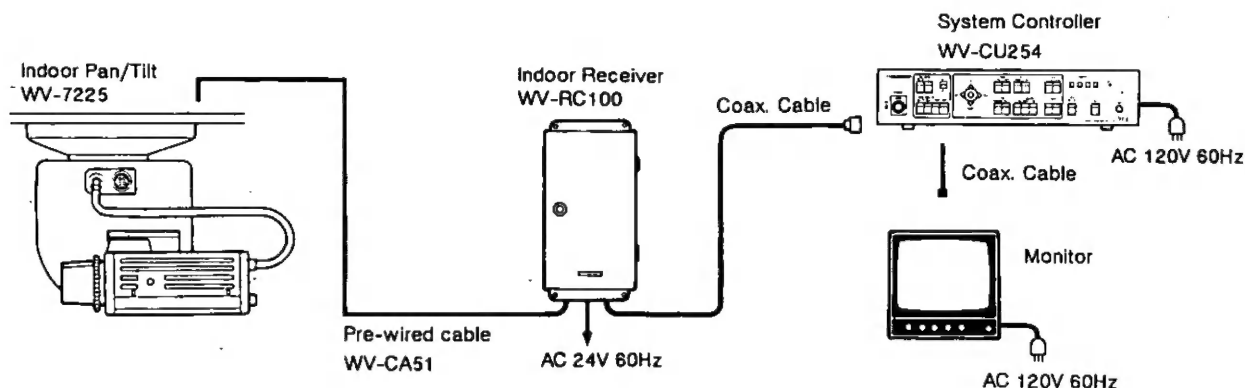 System Controller
WV-CU254
Indoor Pan/Tilt
WV-7225
Indoor Receiver
WV-RC100
Coax. Cable
AC 120V 60Hz
Coax. Cable
Monitor
Pre-wired cable
WV-CA51
AC 24V 60Hz
AC 120V 60Hz